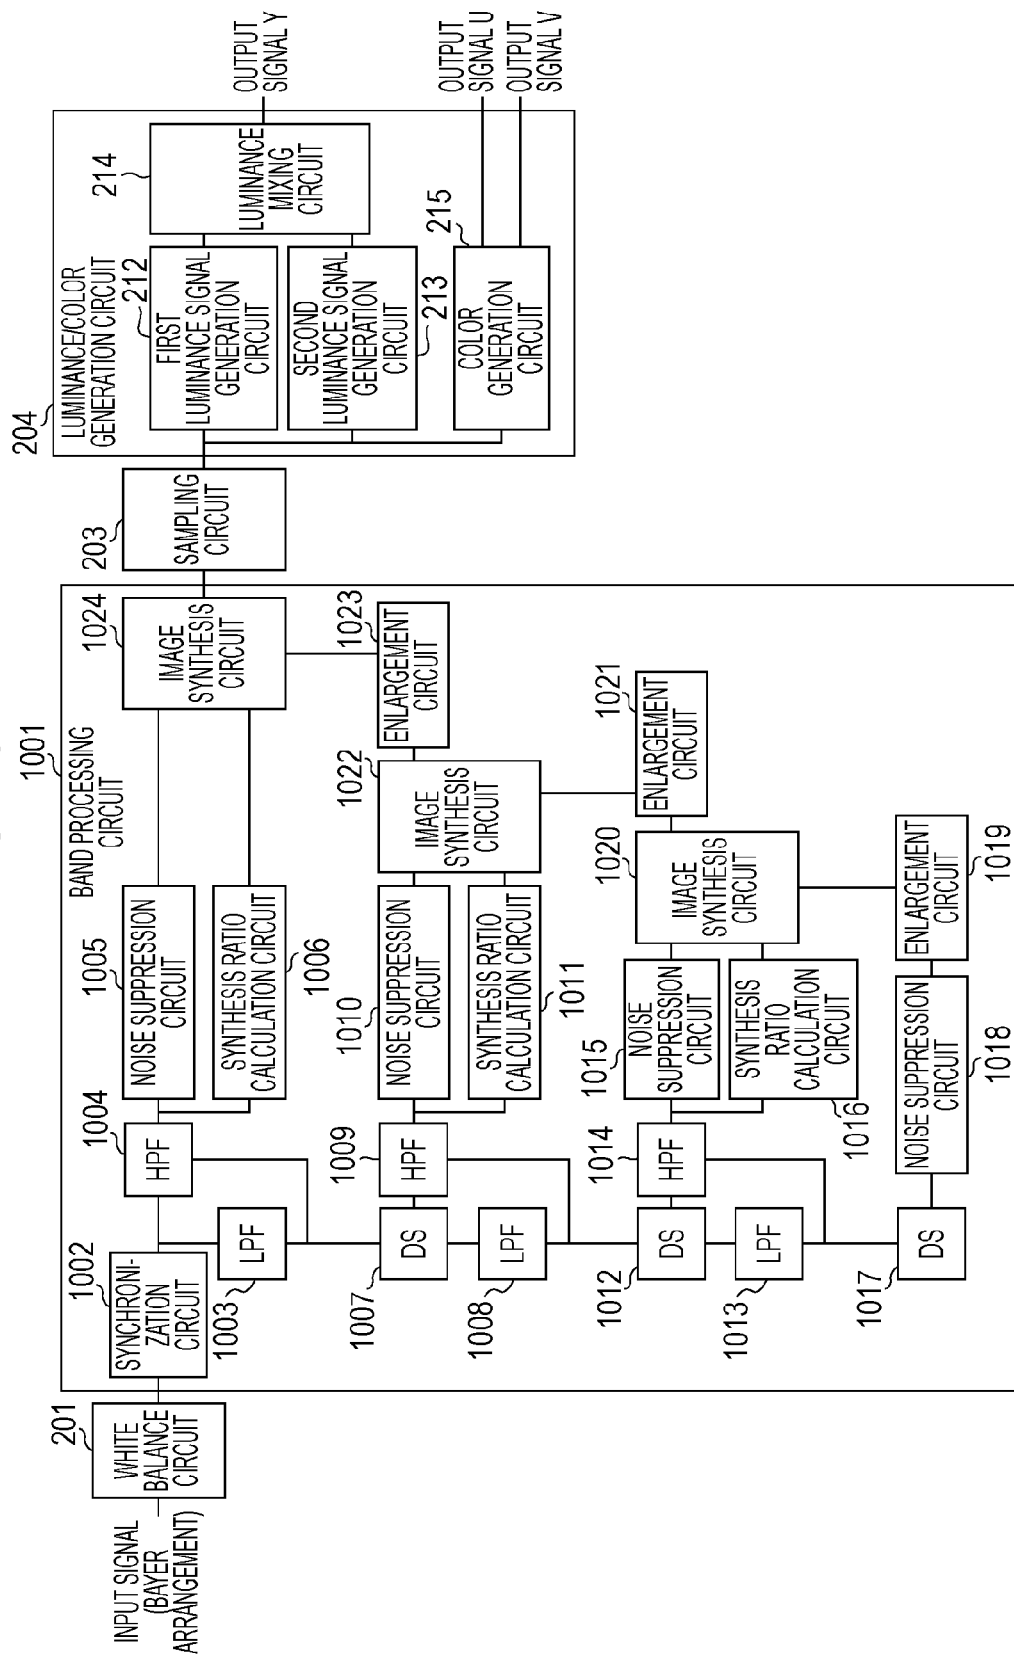 INPUT SIGNAL
(BAYER
ARRANGEMENT)
201
WHITE
BALANCE
CIRCUIT
1001
BAND PROCESSING
CIRCUIT
1002
SYNCHRONI-
ZATION
CIRCUIT
1003
LPF
1004
HPF
1005
NOISE SUPPRESSION
CIRCUIT
SYNTHESIS RATIO
CALCULATION CIRCUIT
1006
1024
IMAGE
SYNTHESIS
CIRCUIT
1007
DS
1008
LPF
1009
HPF
1010
NOISE SUPPRESSION
CIRCUIT
SYNTHESIS RATIO
CALCULATION CIRCUIT
1011
1022
IMAGE
SYNTHESIS
CIRCUIT
1023
ENLARGEMENT
CIRCUIT
1012
DS
1013
LPF
1014
HPF
1015
NOISE
SUPPRESSION
CIRCUIT
SYNTHESIS
RATIO
CALCULATION
CIRCUIT
1016
1020
IMAGE
SYNTHESIS
CIRCUIT
1021
ENLARGEMENT
CIRCUIT
1017
DS
NOISE SUPPRESSION
CIRCUIT
1018
ENLARGEMENT
CIRCUIT
1019
203
SAMPLING
CIRCUIT
204
LUMINANCE/COLOR
GENERATION CIRCUIT
212
FIRST
LUMINANCE SIGNAL
GENERATION
CIRCUIT
SECOND
LUMINANCE SIGNAL
GENERATION
CIRCUIT
213
214
LUMINANCE
MIXING
CIRCUIT
215
COLOR
GENERATION
CIRCUIT
OUTPUT
SIGNAL Y
OUTPUT
SIGNAL U
OUTPUT
SIGNAL V